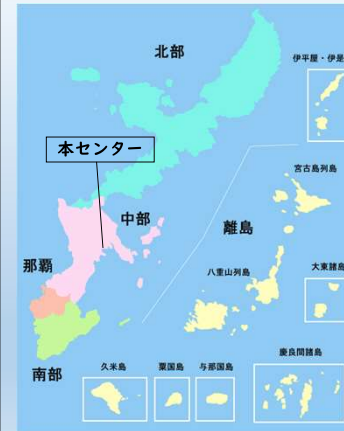 北部
伊平屋・伊是
本センター
宮古島列島
中部
離島
那覇
八重山列島
大東諸島
南部
久米島
粟国島
与那国島
慶良間諸島